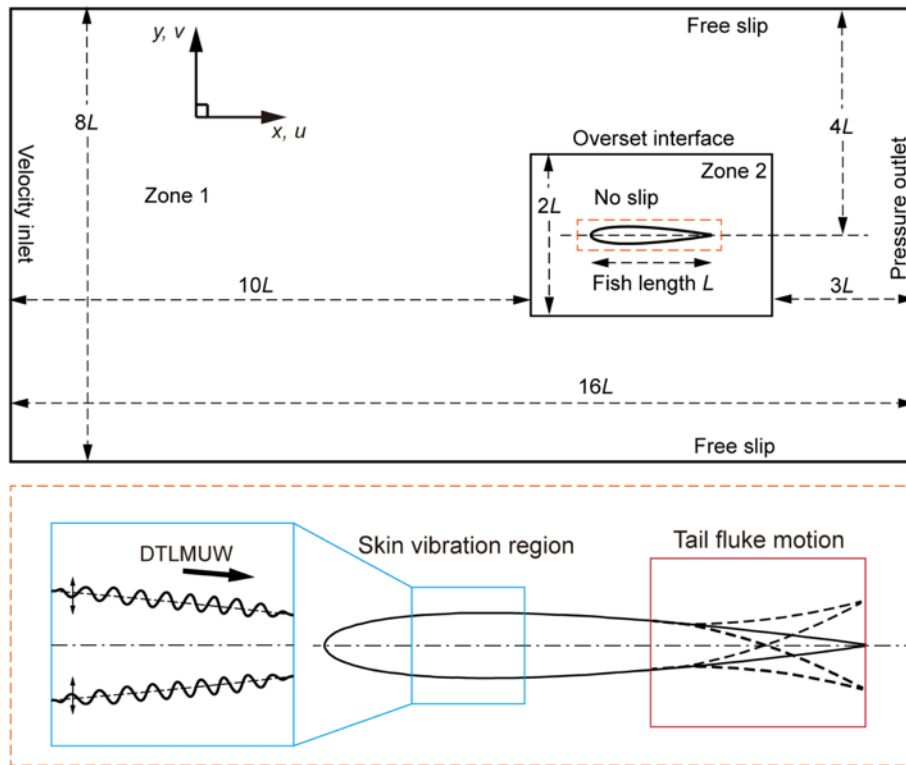 Free slip
y, v
x, u
8L
4L
Velocity inlet
Zone 1
Overset interface
Zone 2
2L
No slip
Fish length L
Pressure outlet
10L
3L
16L
Free slip
DTLMUW
Skin vibration region
Tail fluke motion